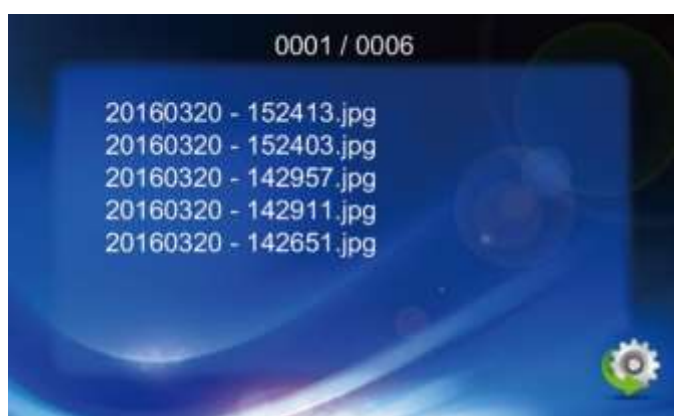 0001 / 0006
20160320 - 152413.jpg
20160320 - 152403.jpg
20160320 - 142957.jpg
20160320 - 142911.jpg
20160320 - 142651.jpg